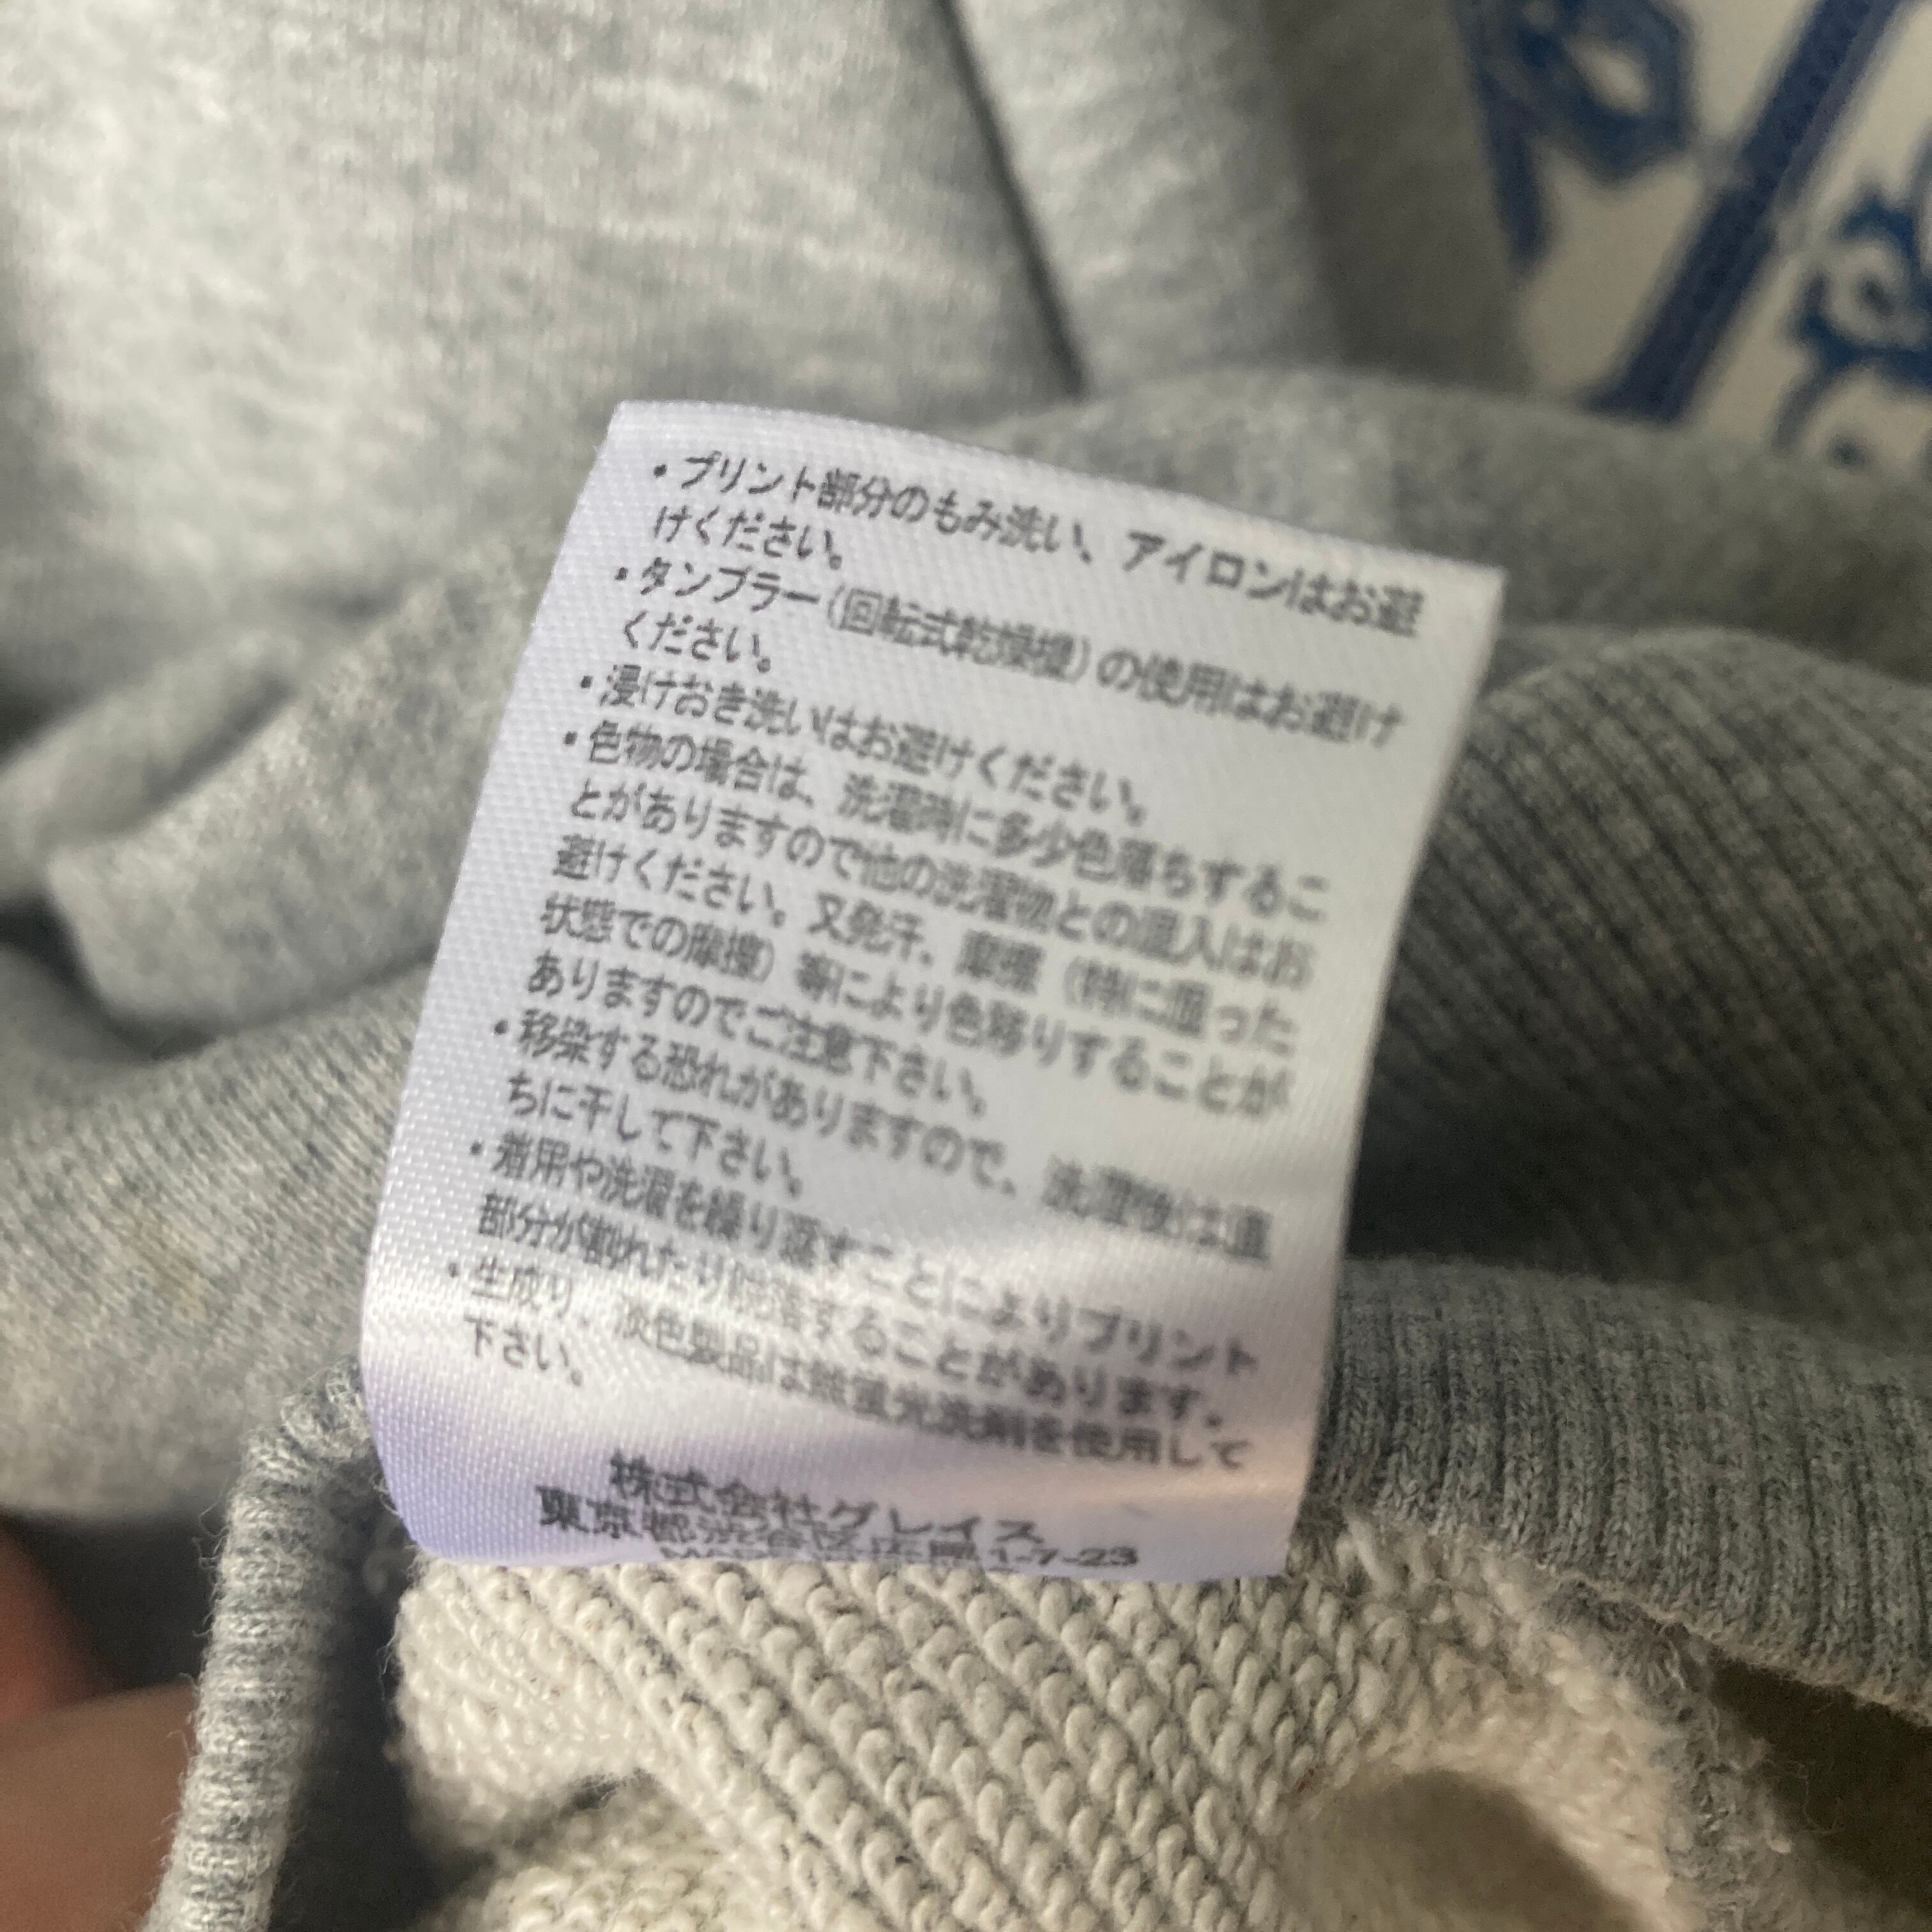 ・プリント部分のもみ洗い、アイロンはお避
けください。
・タンブラー(回転式乾燥機)の使用はお避け
ください。
・浸けおき洗いはお避けください。
・色物の場合は、洗濯時に多少色落ちするこ
とがありますので他の洗濯物との混入はお
避けください。又発汗、摩擦(特に湿った
状態での摩擦)等により色移りすることが
ありますのでご注意下さい。
・移染する恐れがありますので、洗濯後は直
ちに干して下さい。
・着用や洗濯を繰り返すことによりプリント
部分が割れたり脱落することがあります。
・生成り、淡色製品は無蛍光洗剤を使用して
下さい。
株式会社グレイス
東京都渋谷区広尾1-7-23